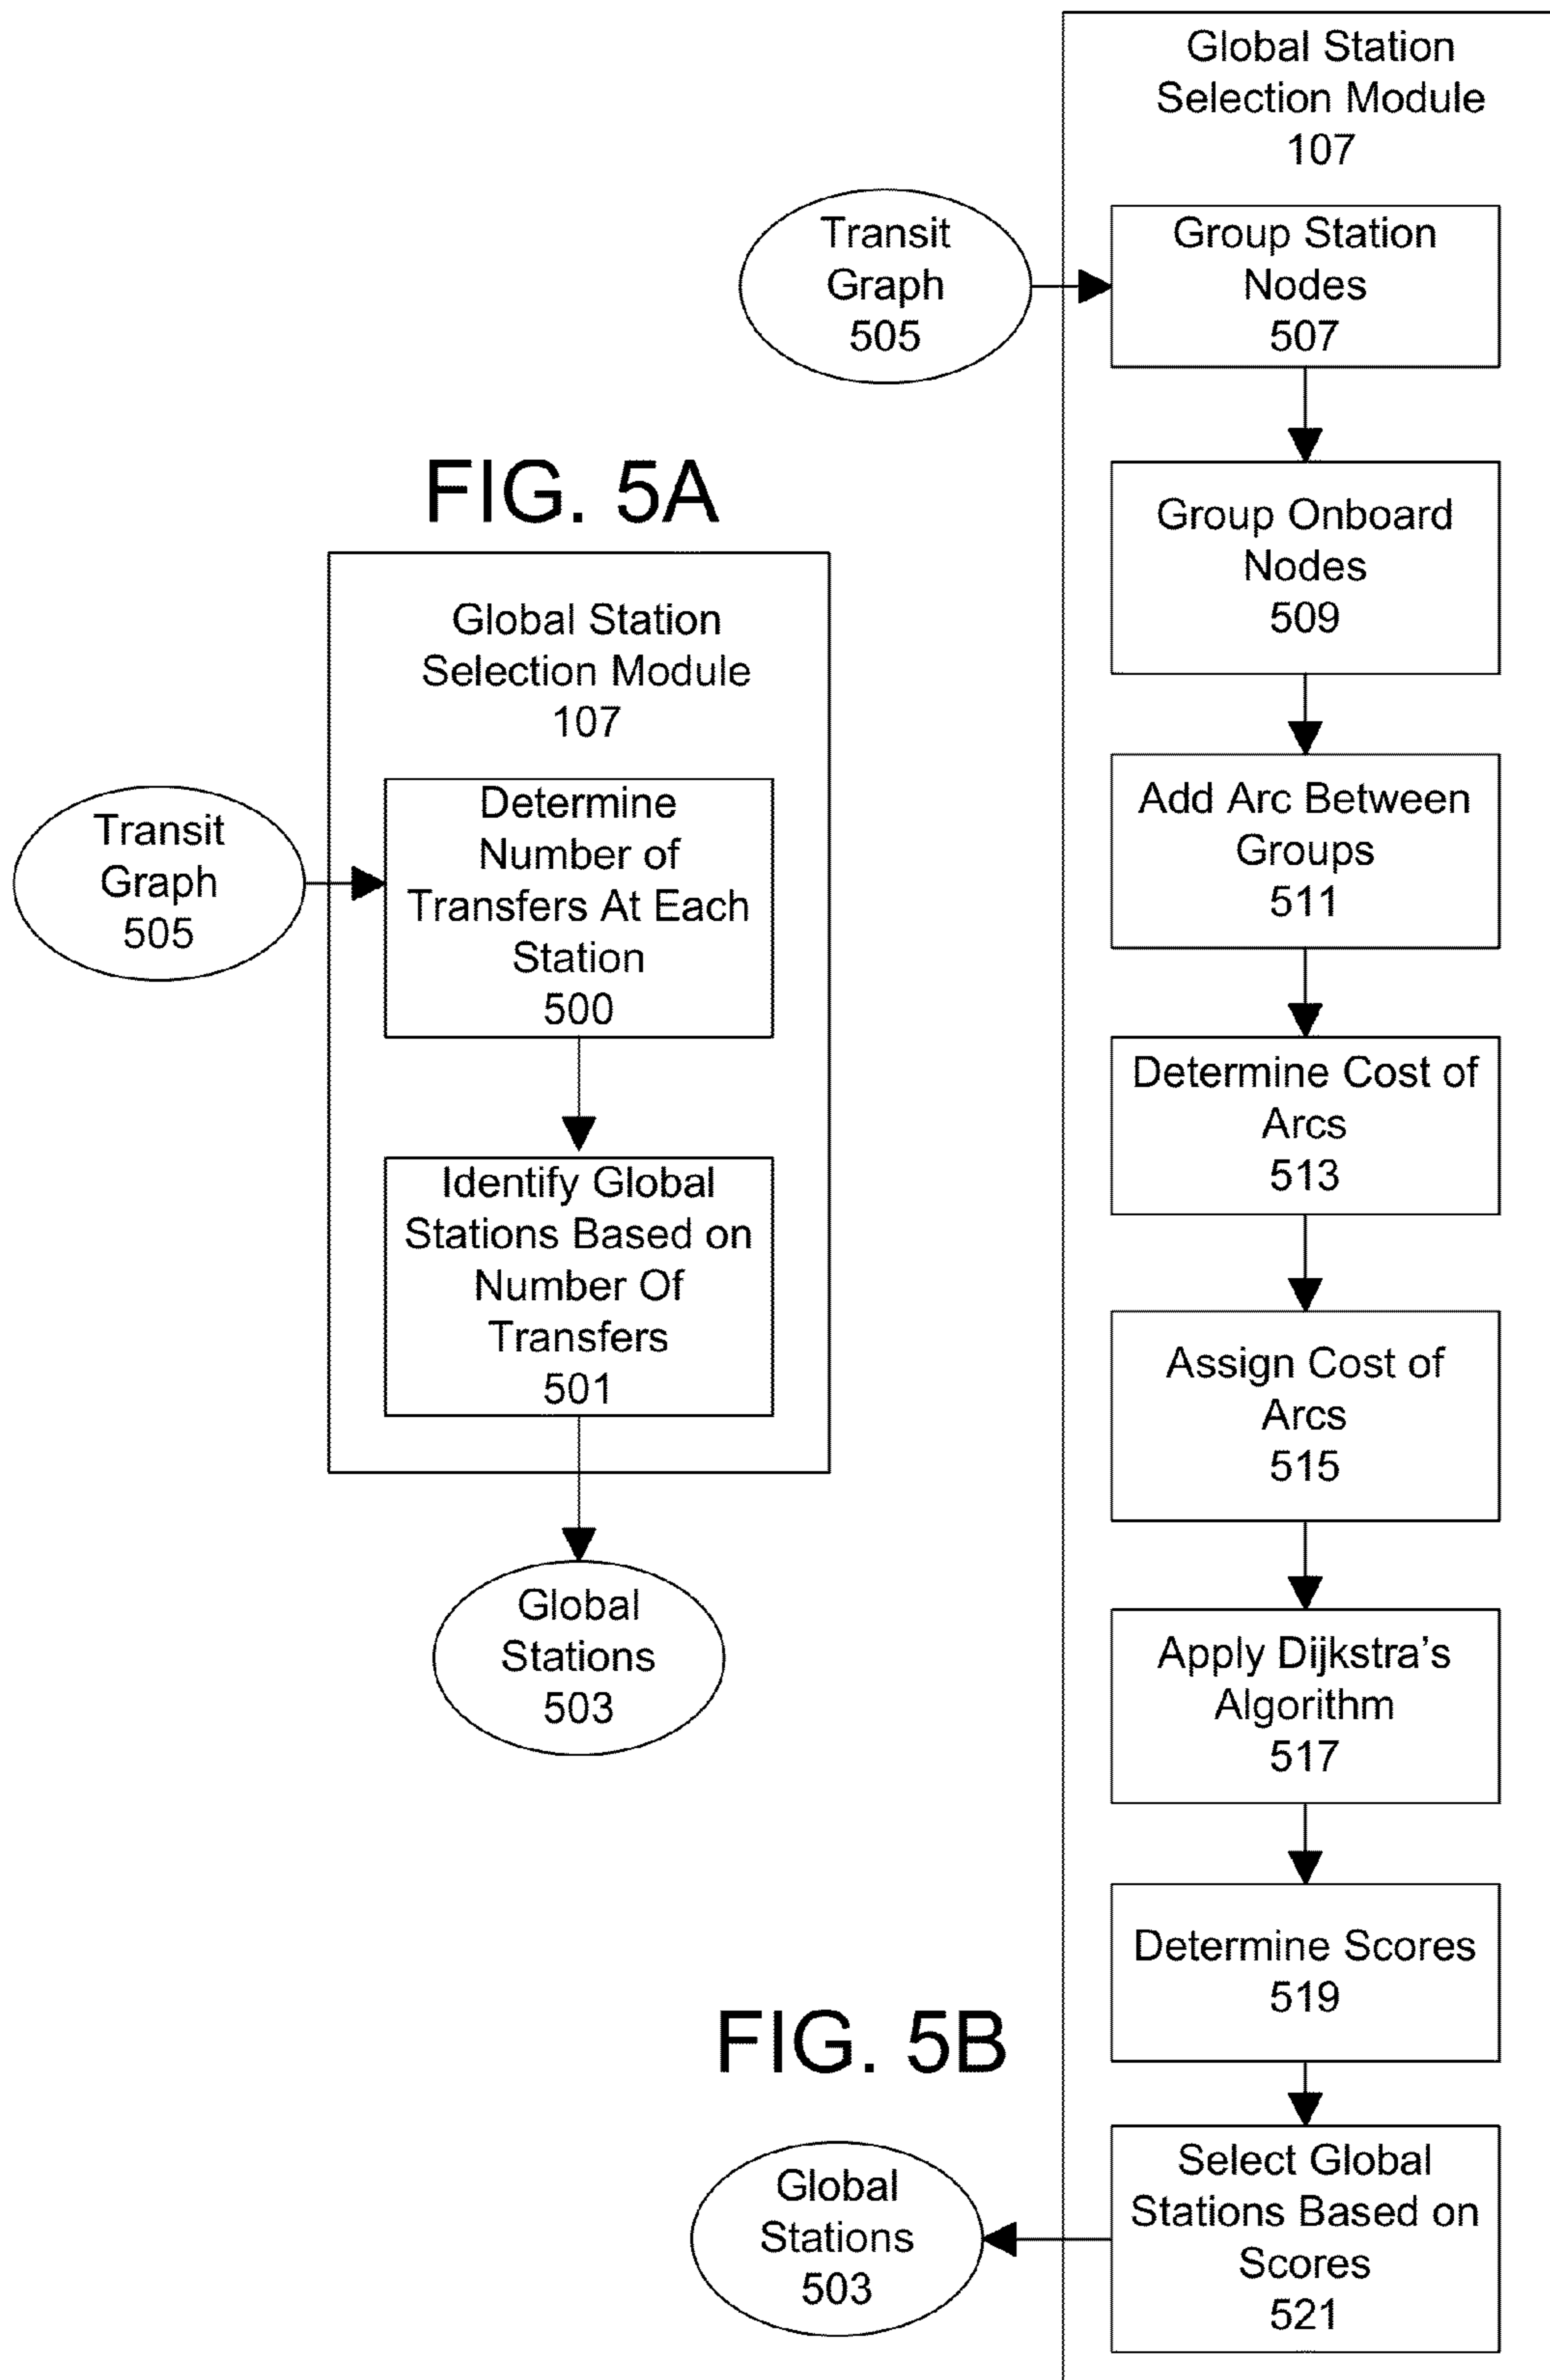 FIG. 5A
Global Station
Selection Module
107
Transit
Graph
505
Determine
Number of
Transfers At Each
Station
500
Identify Global
Stations Based on
Number Of
Transfers
501
Global
Stations
503
Global Station
Selection Module
107
Transit
Graph
505
Group Station
Nodes
507
Group Onboard
Nodes
509
Add Arc Between
Groups
511
Determine Cost of
Arcs
513
Assign Cost of
Arcs
515
Apply Dijkstra's
Algorithm
517
Determine Scores
519
FIG. 5B
Select Global
Stations Based on
Scores
521
Global
Stations
503